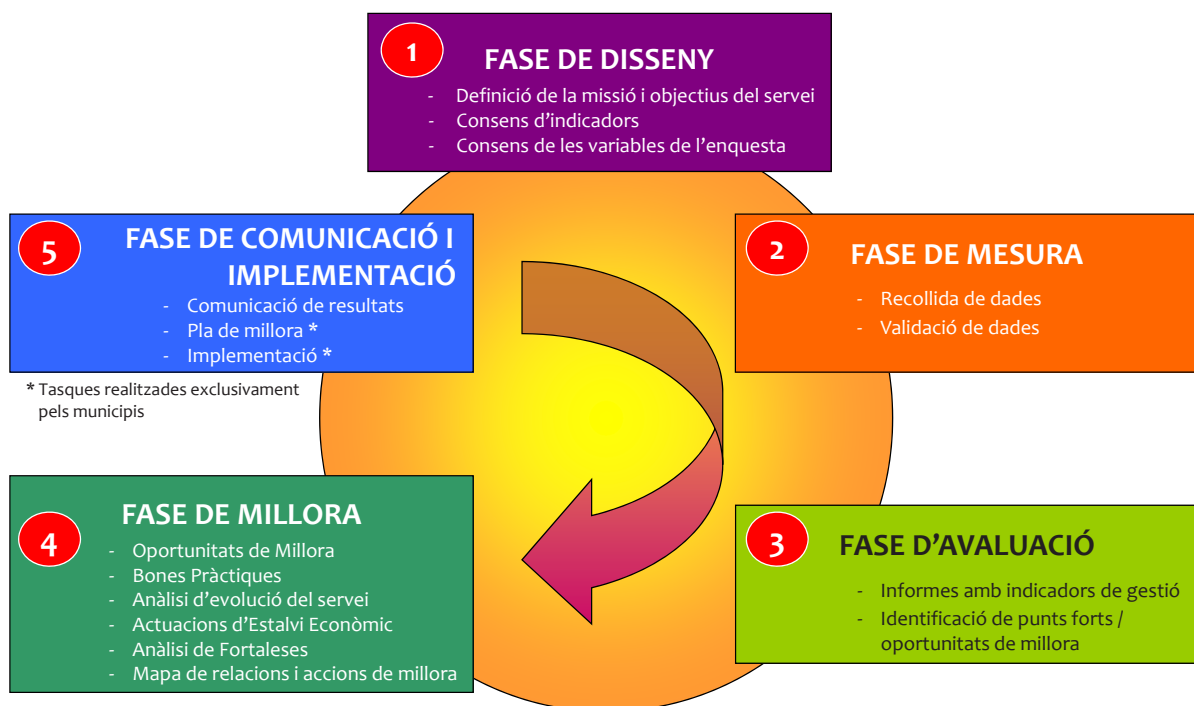 1
FASE DE DISSENY
- Definició de la missió i objectius del servei
- Consens d'indicadors
- Consens de les variables de l'enquesta
2
FASE DE MESURA
- Recollida de dades
- Validació de dades
3
FASE D'AVALUACIÓ
- Informes amb indicadors de gestió
- Identificació de punts forts /
oportunitats de millora
4
FASE DE MILLORA
- Oportunitats de Millora
- Bones Pràctiques
- Anàlisi d'evolució del servei
- Actuacions d'Estalvi Econòmic
- Anàlisi de Fortaleses
- Mapa de relacions i accions de millora
5
FASE DE COMUNICACIÓ I
IMPLEMENTACIÓ
- Comunicació de resultats
- Pla de millora *
- Implementació *
* Tasques realitzades exclusivament
pels municipis